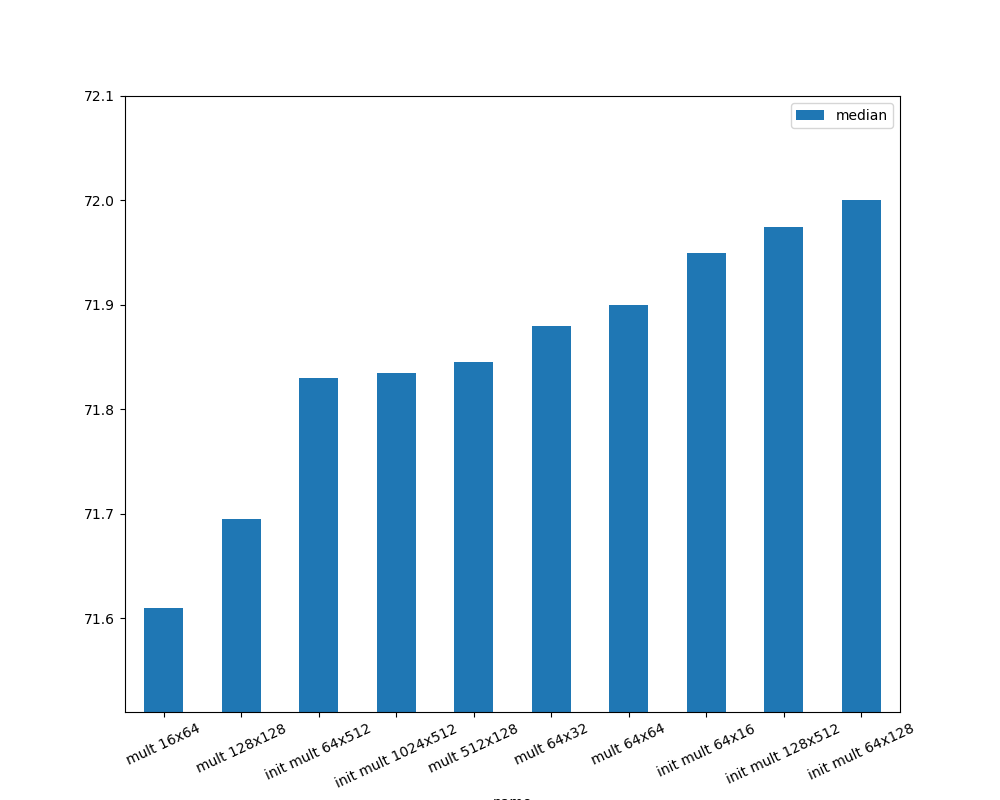 72.1
72.0
71.9
71.8
71.7
71.6
median
mult 16x64
mult 128x128
init mult 64x512
init mult 1024x512
mult 512x128
mult 64x32
mult 64x64
init mult 64x16
init mult 128x512
init mult 64x128